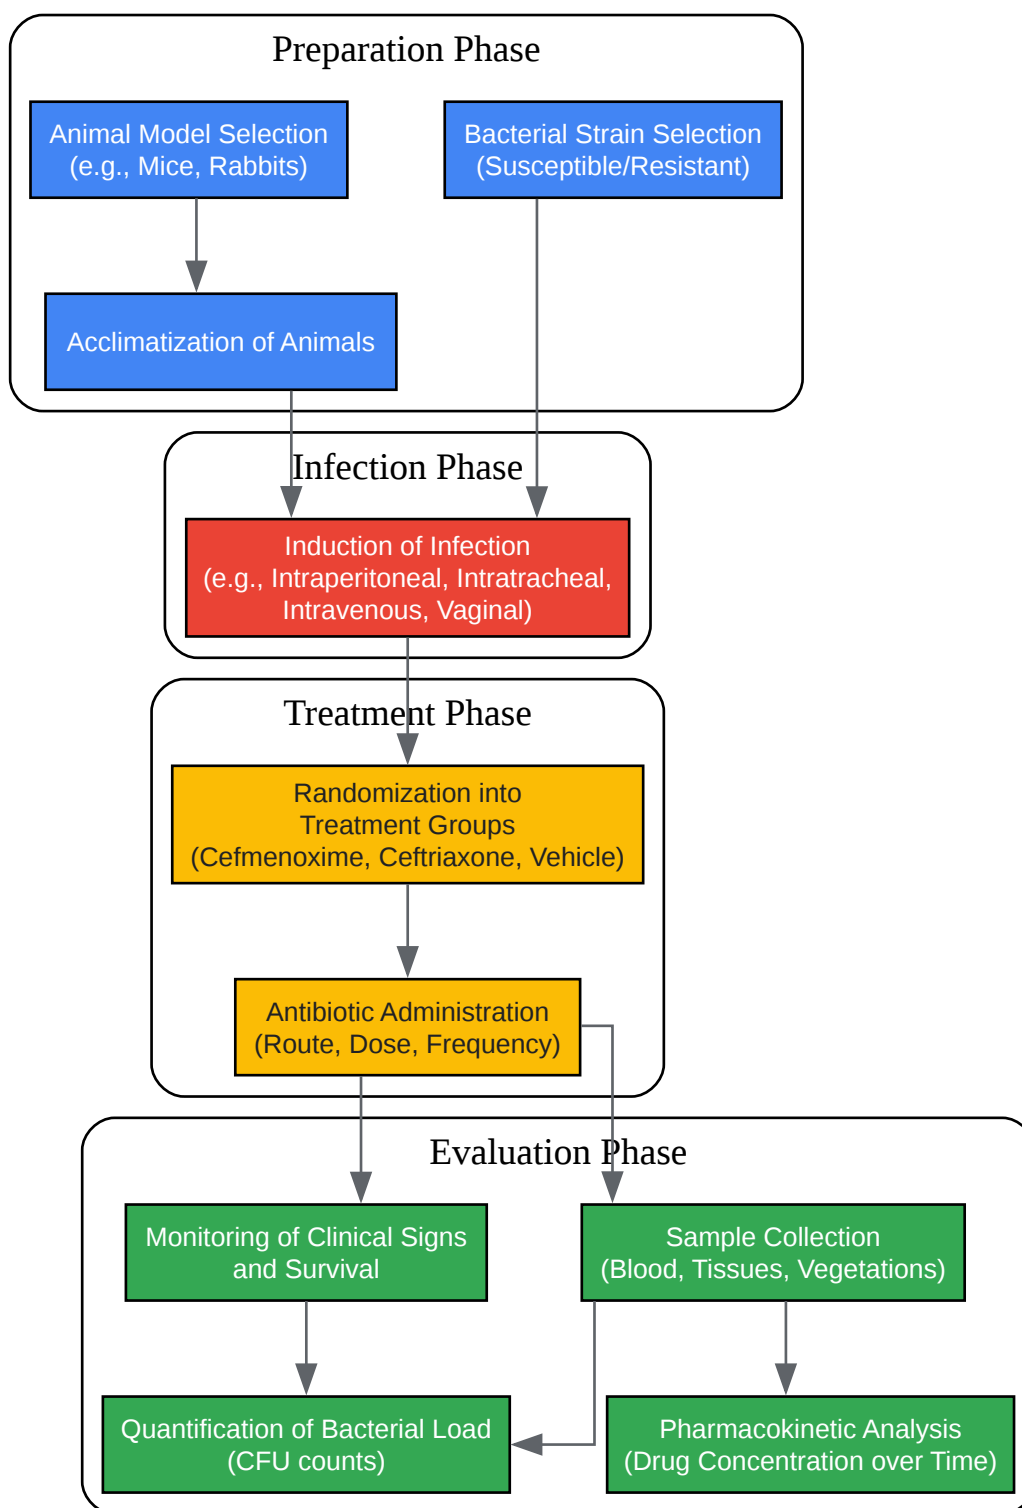 Preparation Phase
Animal Model Selection
(e.g., Mice, Rabbits)
Bacterial Strain Selection
(Susceptible/Resistant)
Acclimatization of Animals
Infection Phase
Induction of Infection
(e.g., Intraperitoneal, Intratracheal,
Intravenous, Vaginal)
Treatment Phase
Randomization into
Treatment Groups
(Cefmenoxime, Ceftriaxone, Vehicle)
Antibiotic Administration
(Route, Dose, Frequency)
Evaluation Phase
Monitoring of Clinical Signs
and Survival
Sample Collection
(Blood, Tissues, Vegetations)
Quantification of Bacterial Load
(CFU counts)
Pharmacokinetic Analysis
(Drug Concentration over Time)